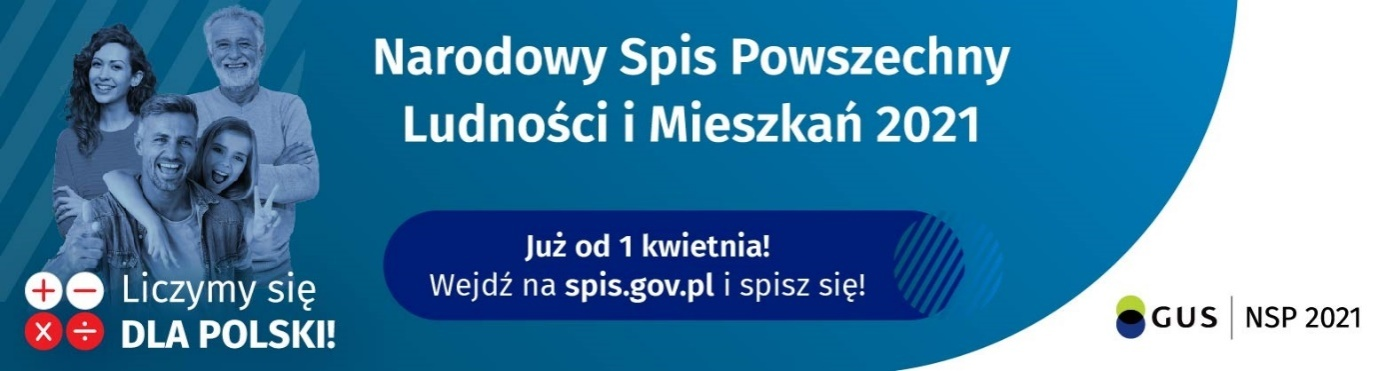 Narodowy Spis Powszechny
Ludności i Mieszkań 2021
Już od 1 kwietnia!
Wejdź na spis.gov.pl i spisz się!
Liczymy się
DLA POLSKI!
GUS | NSP 2021